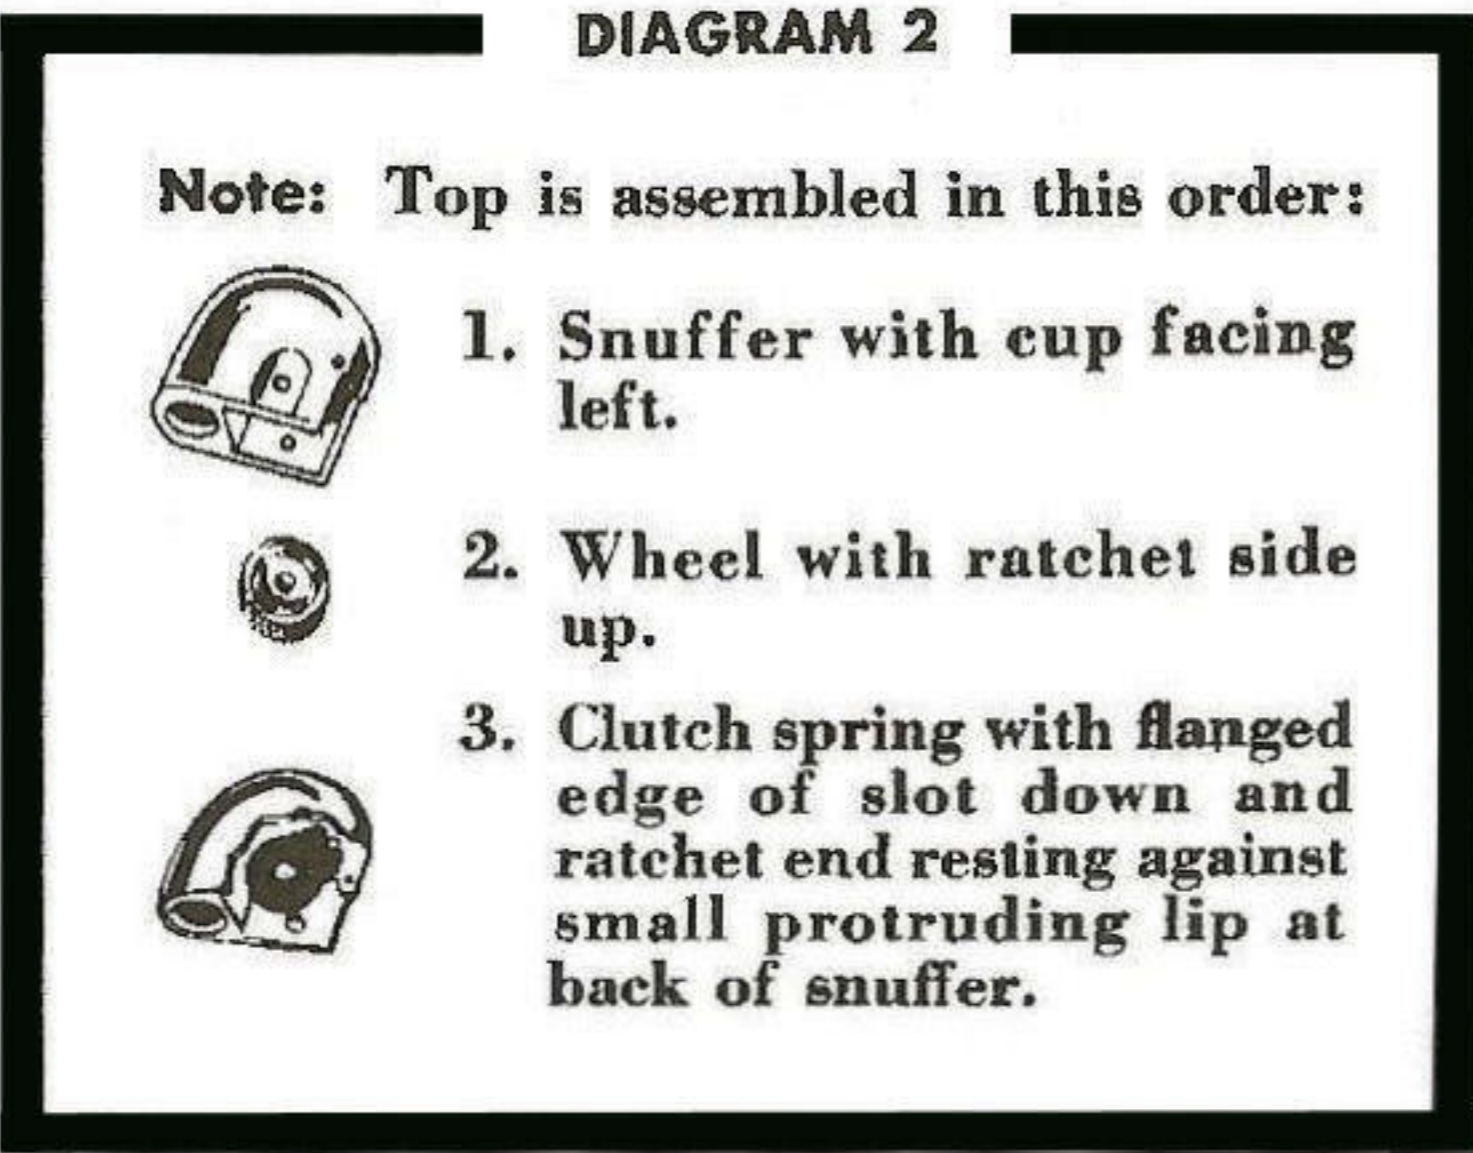 DIAGRAM 2
Note: Top is assembled in this order:
1. Snuffer with cup facing
left.
2. Wheel with ratchet side
up.
3. Clutch spring with flanged
edge of slot down and
ratchet end resting against
small protruding lip at
back of snuffer.